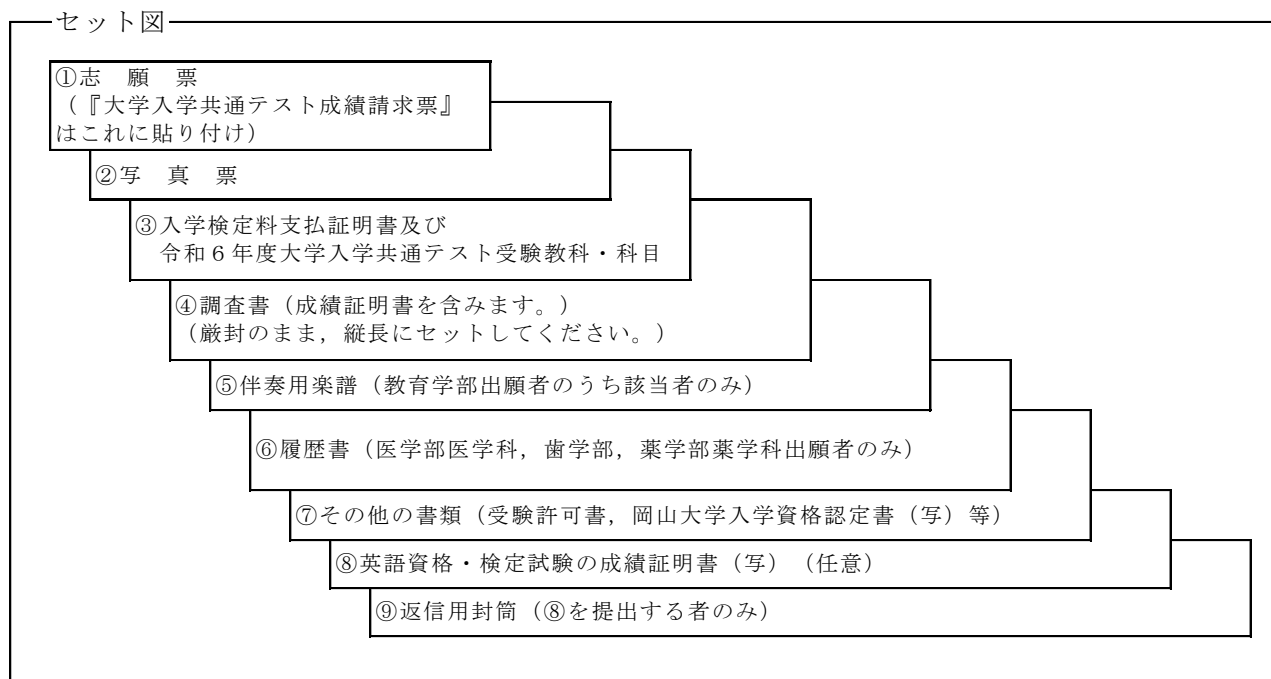 セット図
①志　願　票
（『大学入学共通テスト成績請求票』
はこれに貼り付け）
②写　真　票
③入学検定料支払証明書及び
令和６年度大学入学共通テスト受験教科・科目
④調査書（成績証明書を含みます。）
（厳封のまま，縦長にセットしてください。）
⑤伴奏用楽譜（教育学部出願者のうち該当者のみ）
⑥履歴書（医学部医学科，歯学部，薬学部薬学科出願者のみ）
⑦その他の書類（受験許可書，岡山大学入学資格認定書（写）等）
⑧英語資格・検定試験の成績証明書（写）（任意）
⑨返信用封筒（⑧を提出する者のみ）